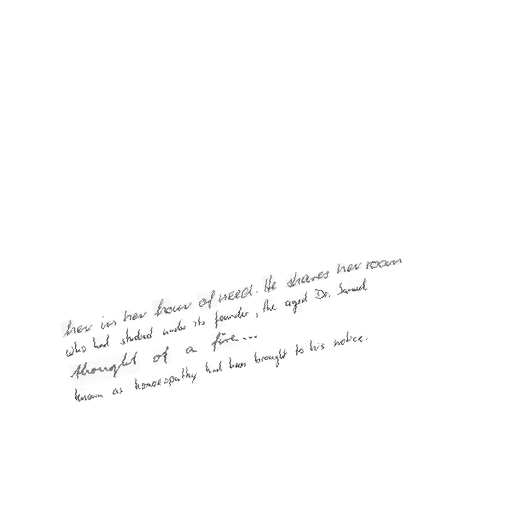 her in her hour of need. He shares her room
who had studied under its founder, the aged Dr. Samuel
thought of a fire...
known as homoeopathy had been brought to his notice.